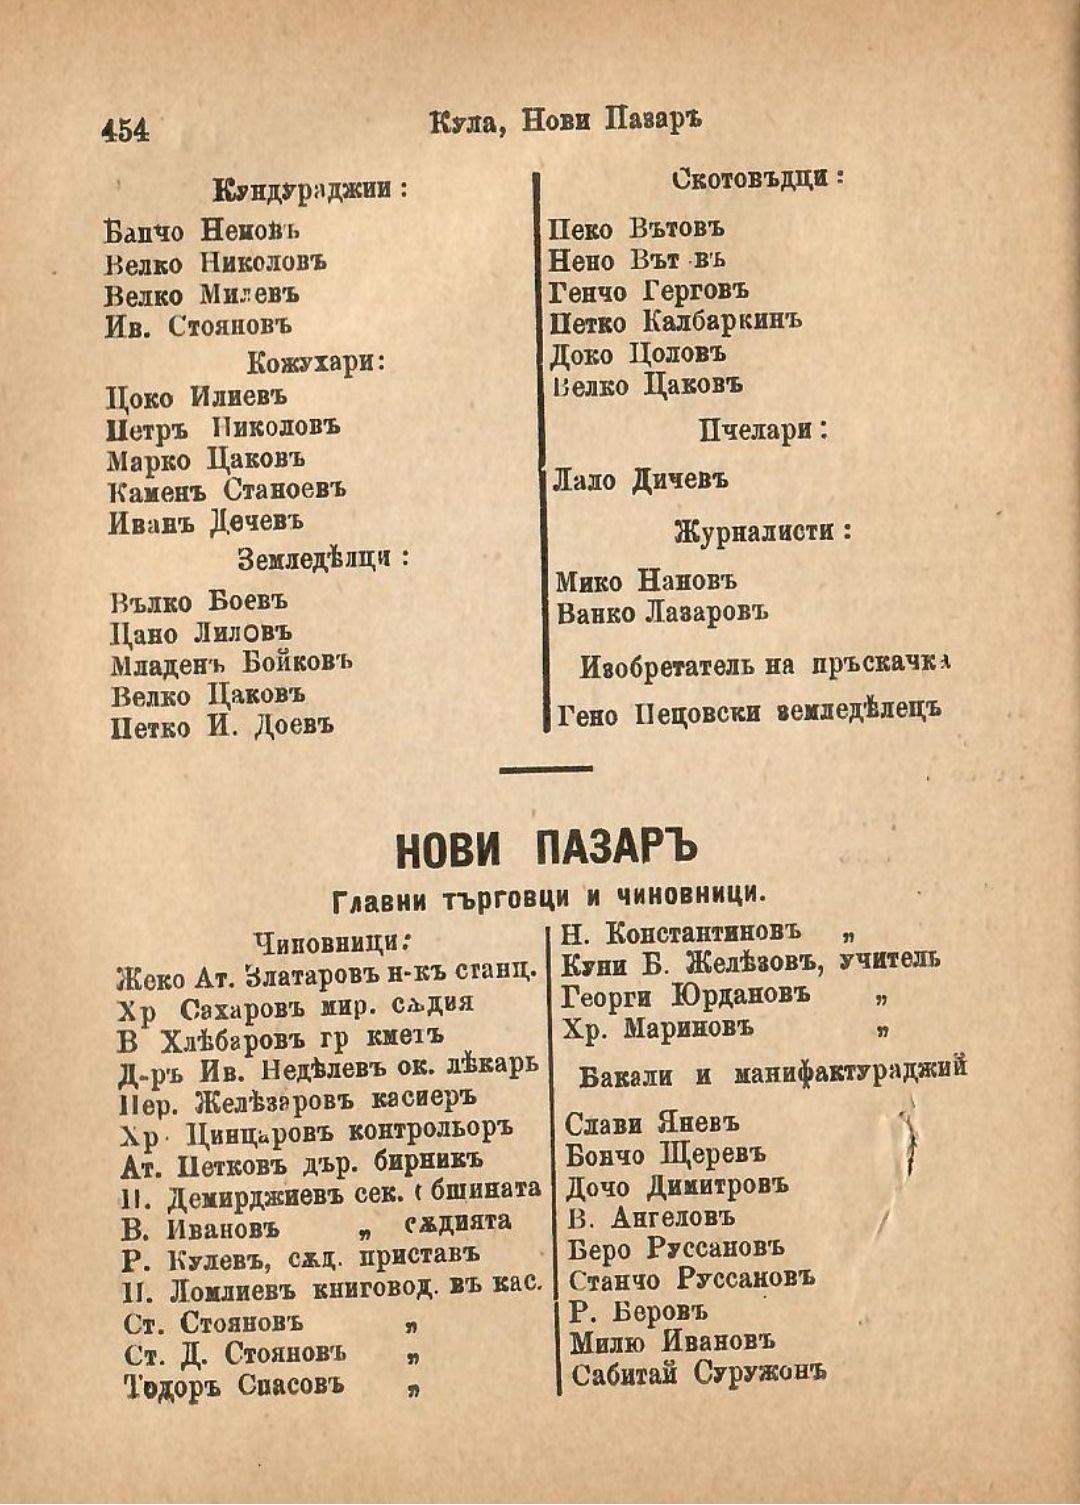 454
Кула, Нови Пазаръ
Кундураджии :
Банчо Неновъ
Велко Николовъ
Велко Милевъ
Ив. Стояновъ
Кожухари:
Цоко Илиевъ
Петръ Николовъ
Марко Цаковъ
Каменъ Станоевъ
Иванъ Дечевъ
Земледѣлци :
Вълко Боевъ
Цано Лиловъ
Младенъ Бойковъ
Велко Цаковъ
Петко И. Доевъ
Скотовъдци :
Пеко Вътовъ
Нено Вът въ
Генчо Герговъ
Петко Калбаркинъ
Доко Цоловъ
Велко Цаковъ
Пчелари :
Лало Дичевъ
Журналисти :
Мико Нановъ
Ванко Лазаровъ
Изобретатель на пръскачка
Гено Пецовски земледѣлецъ
НОВИ ПАЗАРЪ
Главни търговци и чиновници.
Чиновници:
Жеко Ат. Златаровъ н-къ станц.
Хр Сахаровъ мир. сѫдия
В Хлѣбаровъ гр кметъ
Д-ръ Ив. Недѣлевъ ок. лѣкарь
Пер. Желѣзаровъ касиеръ
Хр. Цинцаровъ контрольоръ
Ат. Петковъ дър. бирникъ
П. Демирджиевъ сек. общината
В. Ивановъ „ сѫдията
Р. Кулевъ, сѫд. приставъ
П. Ломлиевъ книговод. въ кас.
Ст. Стояновъ „
Ст. Д. Стояновъ „
Тодоръ Спасовъ „
Н. Константиновъ „
Куни Б. Желѣзовъ, учитель
Георги Юрдановъ „
Хр. Мариновъ „
Бакали и манифактураджий
Слави Яневъ
Бончо Щеревъ
Дочо Димитровъ
В. Ангеловъ
Беро Руссановъ
Станчо Руссановъ
Р. Беровъ
Милю Ивановъ
Сабитай Суружонъ